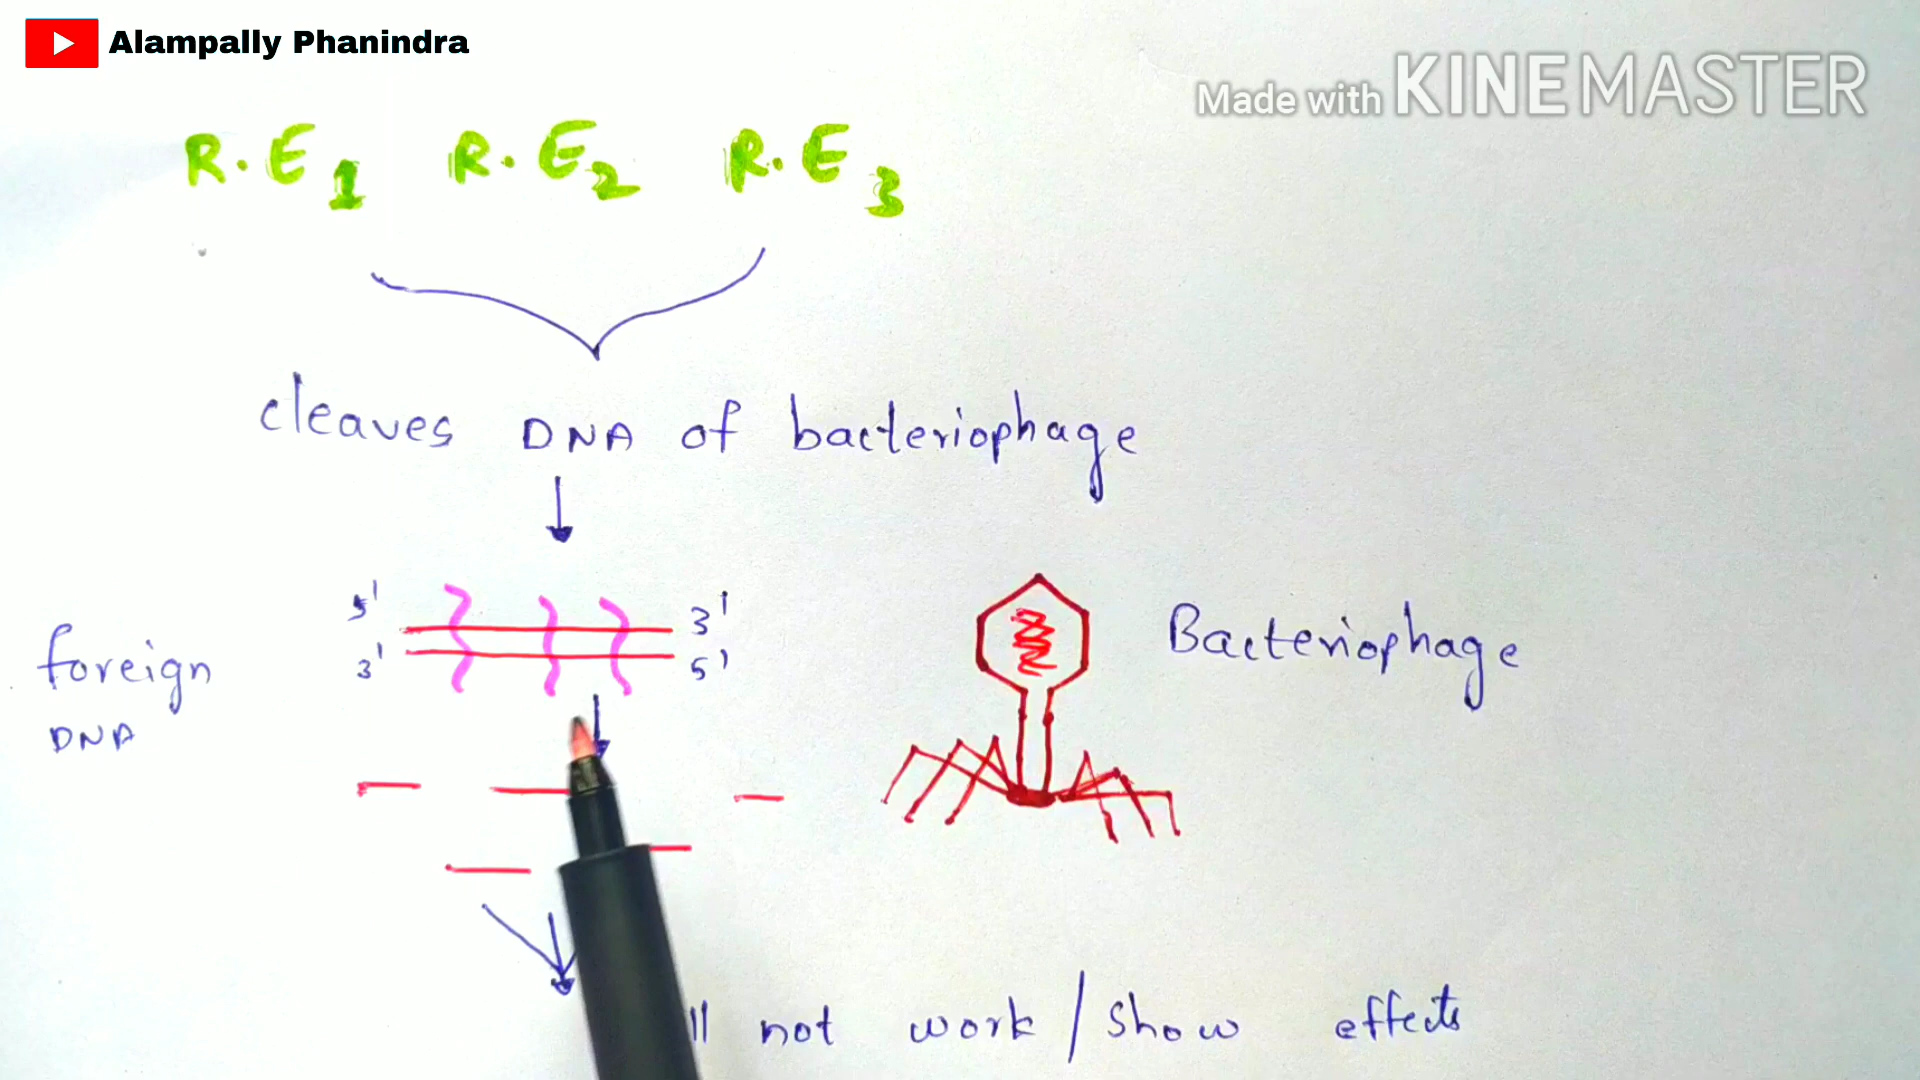 Alampally Phanindra
Made with KINEMASTER
R.E1 R.E2 R.E3
cleaves DNA of bacteriophage
5' 3'
3' 5'
foreign
DNA
Bacteriophage
not work / show effects